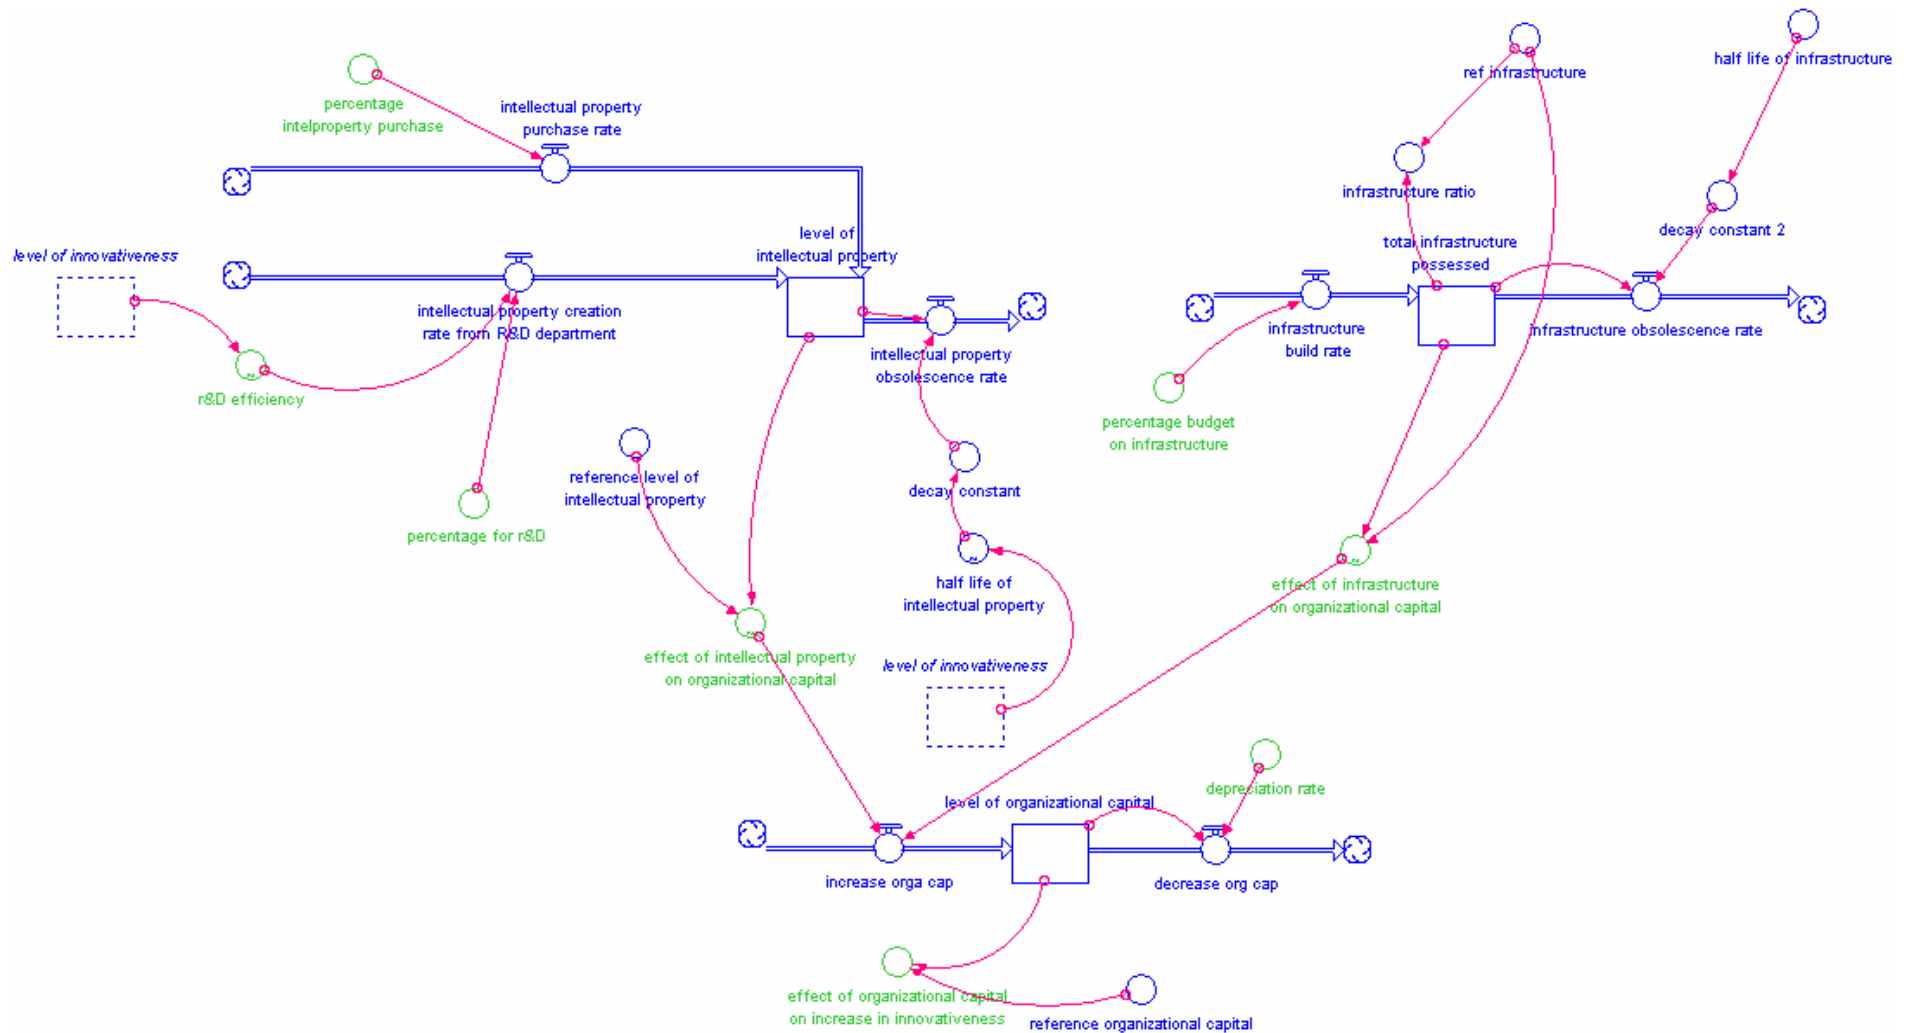 half life of infrastructure
ref infrastructure
percentage
intelproperty purchase
intellectual property
purchase rate
infrastructure ratio
decay constant 2
level of
intellectual property
total infrastructure
possessed
level of innovativeness
intellectual property creation
rate from R&D department
infrastructure
build rate
infrastructure obsolescence rate
intellectual property
obsolescence rate
r&D efficiency
percentage budget
on infrastructure
reference level of
intellectual property
decay constant
percentage for r&D
half life of
intellectual property
effect of infrastructure
on organizational capital
effect of intellectual property
on organizational capital
level of innovativeness
depreciation rate
level of organizational capital
increase orga cap
decrease org cap
effect of organizational capital
on increase in innovativeness
reference organizational capital